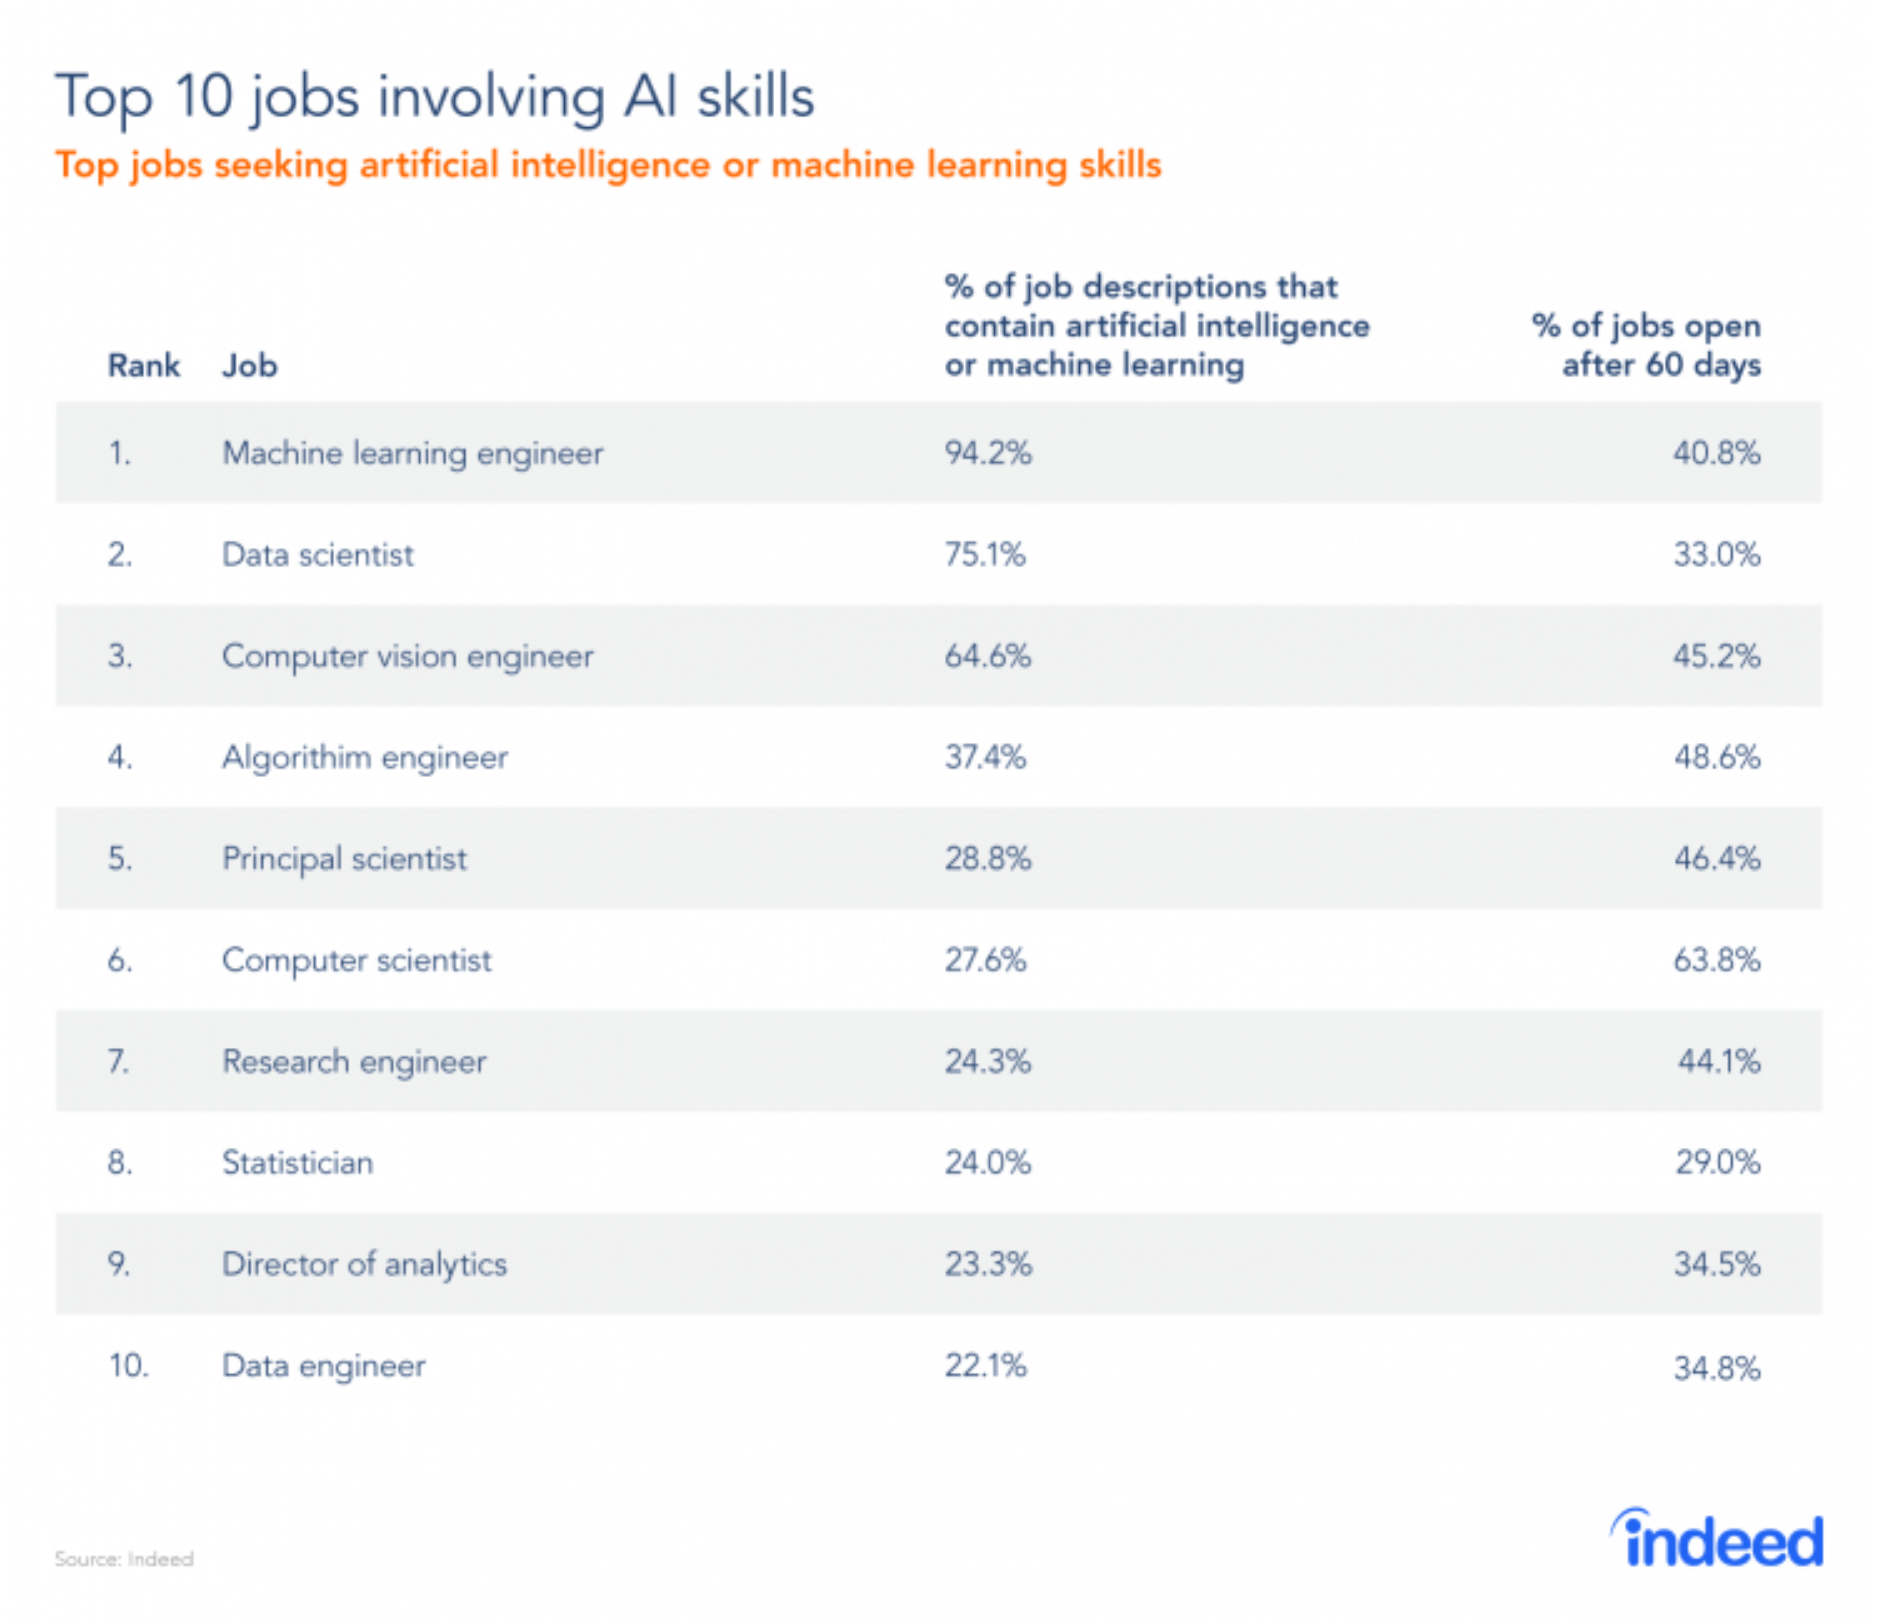 Top 10 jobs involving AI skills
Top jobs seeking artificial intelligence or machine learning skills
% of job descriptions that
contain artificial intelligence
or machine learning
% of jobs open
after 60 days
Rank Job
1. Machine learning engineer 94.2% 40.8%
2. Data scientist 75.1% 33.0%
3. Computer vision engineer 64.6% 45.2%
4. Algorithim engineer 37.4% 48.6%
5. Principal scientist 28.8% 46.4%
6. Computer scientist 27.6% 63.8%
7. Research engineer 24.3% 44.1%
8. Statistician 24.0% 29.0%
9. Director of analytics 23.3% 34.5%
10. Data engineer 22.1% 34.8%
Source: Indeed
indeed